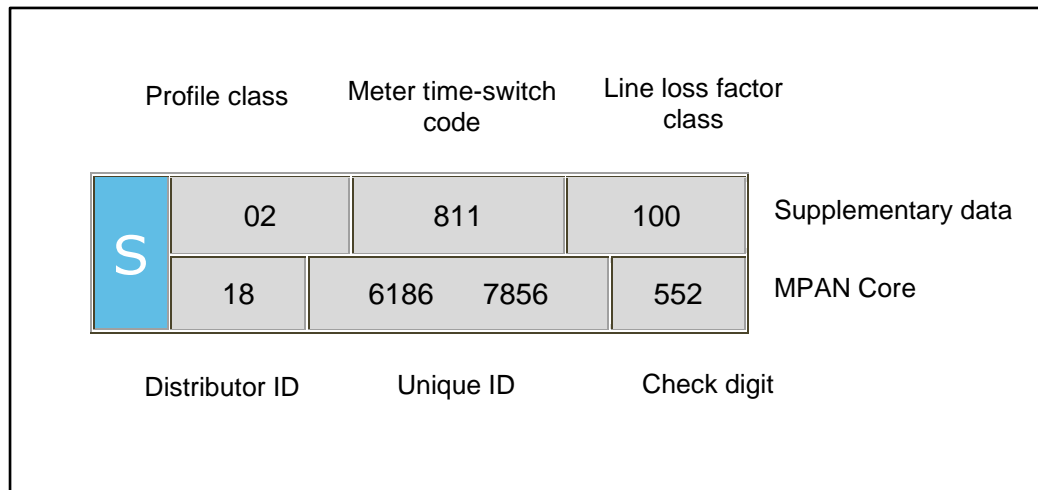 Profile class
Meter time-switch
code
Line loss factor
class
S
02 811 100
Supplementary data
18 6186 7856 552
MPAN Core
Distributor ID
Unique ID
Check digit